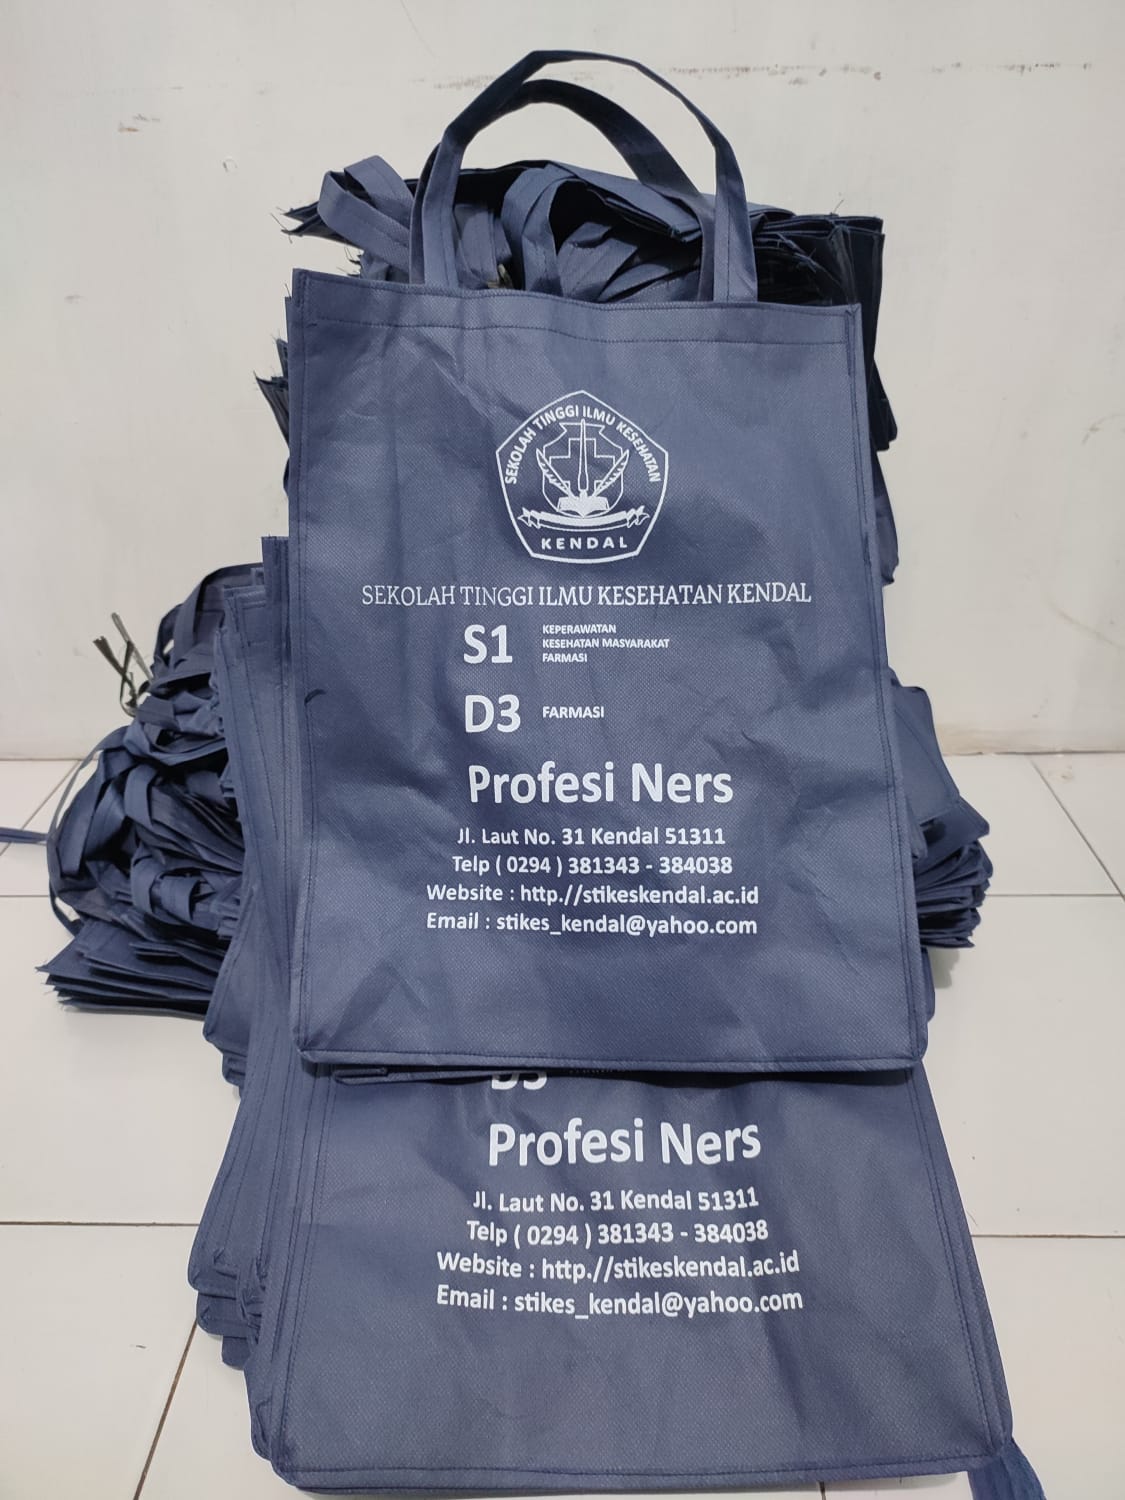 SEKOLAH TINGGI ILMU KESEHATAN
KENDAL
SEKOLAH TINGGI ILMU KESEHATAN KENDAL
S1
KEPERAWATAN
KESEHATAN MASYARAKAT
FARMASI
D3 FARMASI
Profesi Ners
Jl. Laut No. 31 Kendal 51311
Telp ( 0294 ) 381343 - 384038
Website : http.//stikeskendal.ac.id
Email : stikes_kendal@yahoo.com
D3
Profesi Ners
Jl. Laut No. 31 Kendal 51311
Telp ( 0294 ) 381343 - 384038
Website : http.//stikeskendal.ac.id
Email : stikes_kendal@yahoo.com